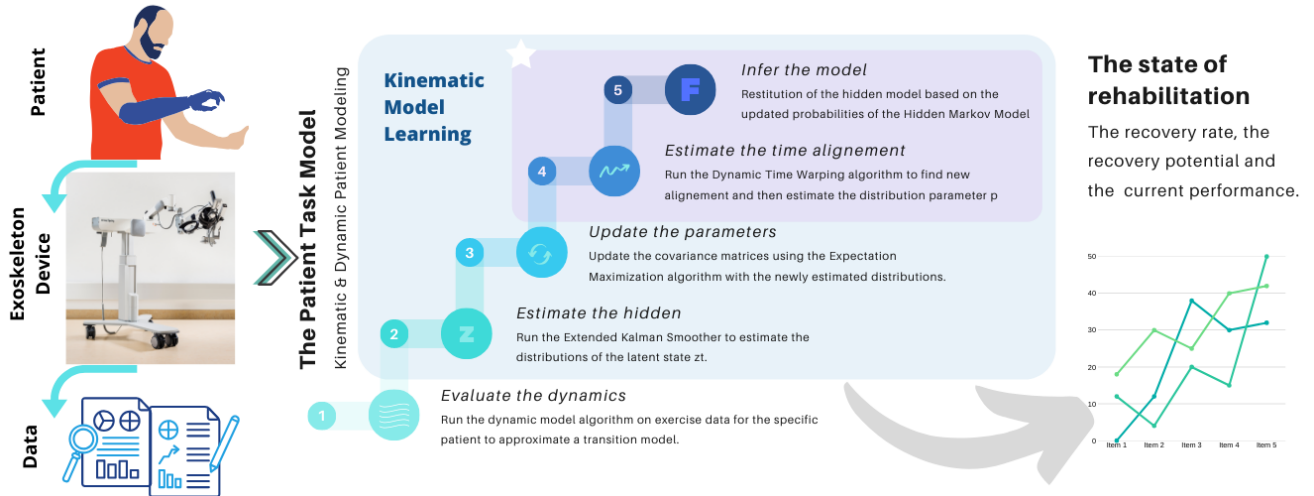 Patient
Exoskeleton
Device
Data
The Patient Task Model
Kinematic & Dynamic Patient Modeling
Kinematic
Model
Learning
5
F
Infer the model
Restitution of the hidden model based on the
updated probabilities of the Hidden Markov Model
4
Estimate the time alignement
Run the Dynamic Time Warping algorithm to find new
alignement and then estimate the distribution parameter p
3
Update the parameters
Update the covariance matrices using the Expectation
Maximization algorithm with the newly estimated distributions.
2
Z
Estimate the hidden
Run the Extended Kalman Smoother to estimate the
distributions of the latent state zt.
1
Evaluate the dynamics
Run the dynamic model algorithm on exercise data for the specific
patient to approximate a transition model.
The state of
rehabilitation
The recovery rate, the
recovery potential and
the current performance.
50
40
30
20
10
0
Item 1 Item 2 Item 3 Item 4 Item 5